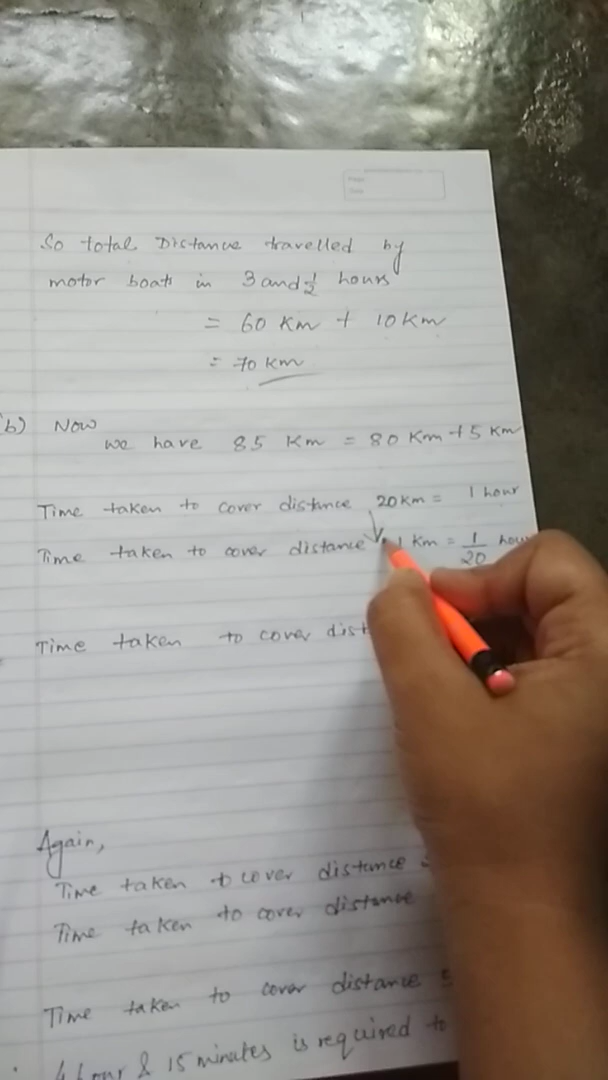 So total Distance travelled by
motor boats in 3 and 1/2 hours
= 60 Km + 10 Km
= 70 Km
(b) Now
we have 85 Km = 80 Km + 5 Km
Time taken to cover distance 20 Km = 1 hour
Time taken to cover distance 1 Km = 1/20 hou
Time taken to cover dist
Again,
Time taken to cover distance
Time taken to cover distance
Time taken to cover distance 5
4 hour & 15 minutes is required to